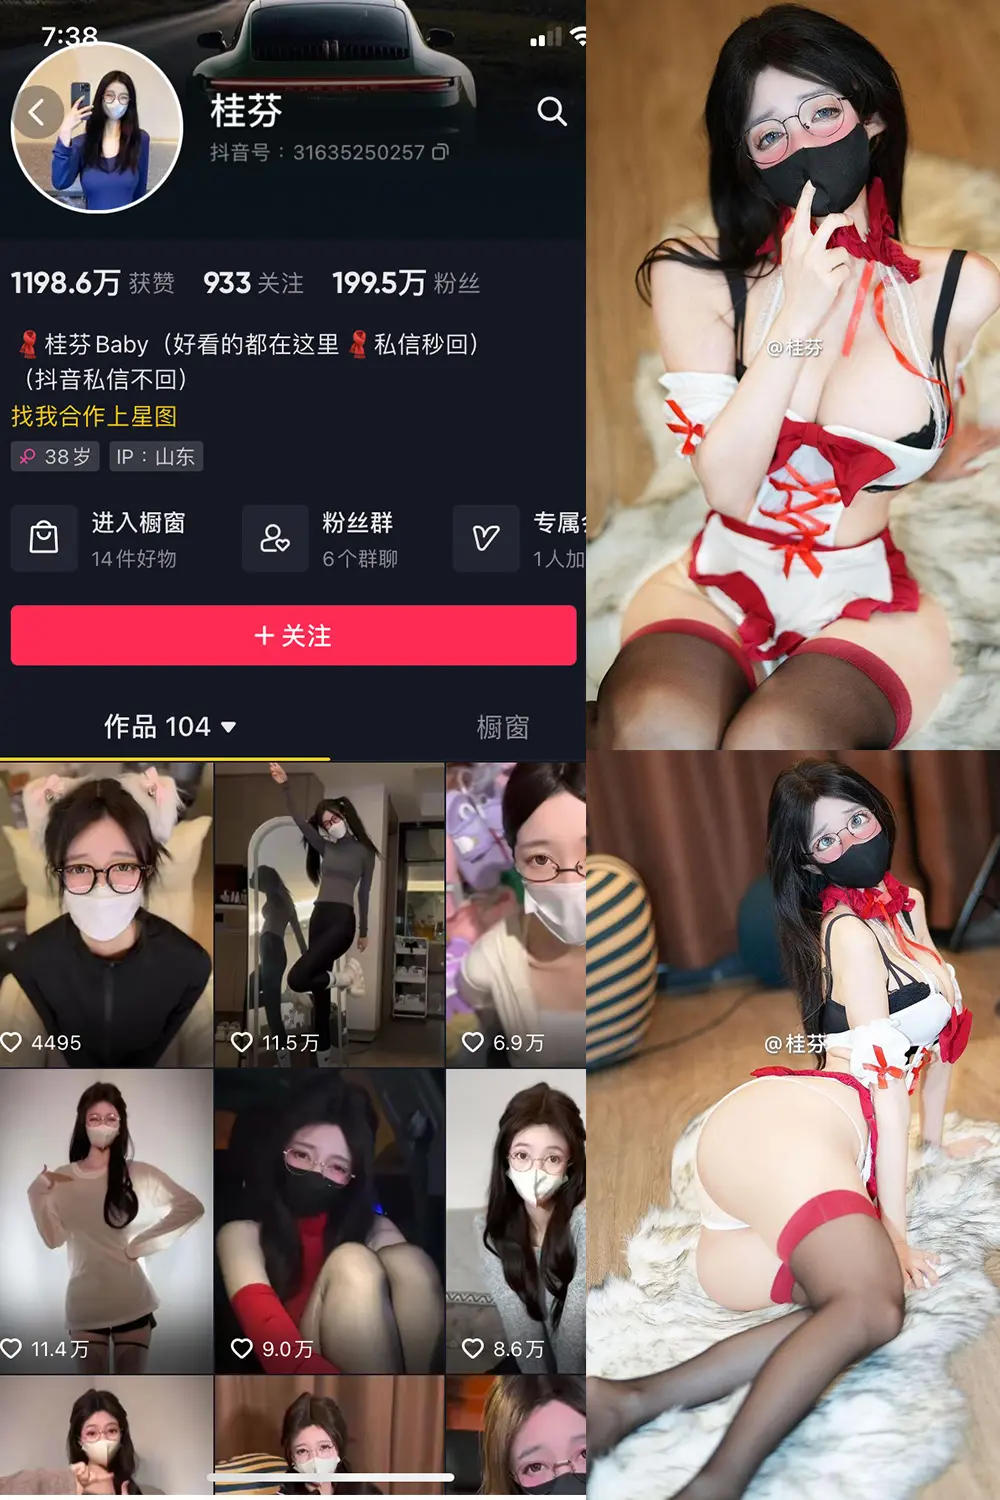 7:38
桂芬
抖音号：31635250257
1198.6万 获赞 933 关注 199.5万 粉丝
🧣桂芬Baby（好看的都在这里🧣私信秒回）
（抖音私信不回）
找我合作上星图
38岁 IP：山东
进入橱窗
14件好物
粉丝群
6个群聊
专属
1人加
+ 关注
作品 104 橱窗
4495
11.5万
6.9万
11.4万
9.0万
8.6万
@桂芬
@桂芬